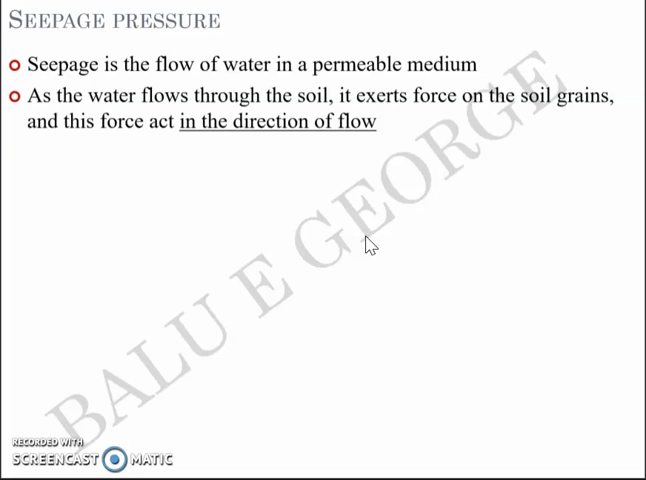 SEEPAGE PRESSURE
Seepage is the flow of water in a permeable medium
As the water flows through the soil, it exerts force on the soil grains,
and this force act in the direction of flow
BALU E GEORGE
RECORDED WITH
SCREENCAST MATIC